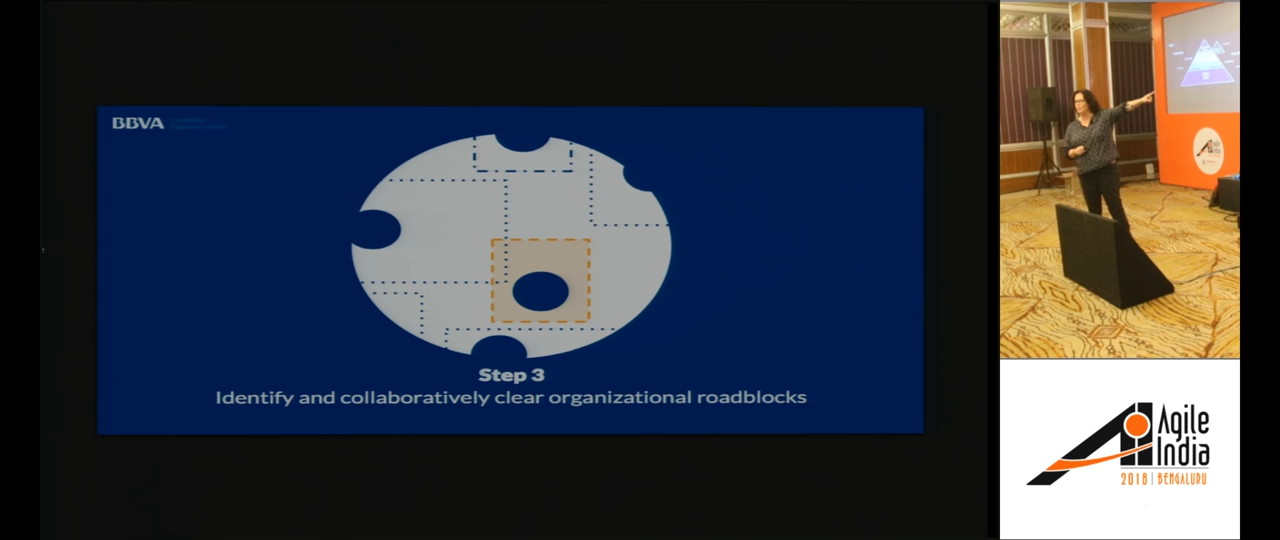 BBVA
Step 3
Identify and collaboratively clear organizational roadblocks
Agile
India
2018 | BENGALURU